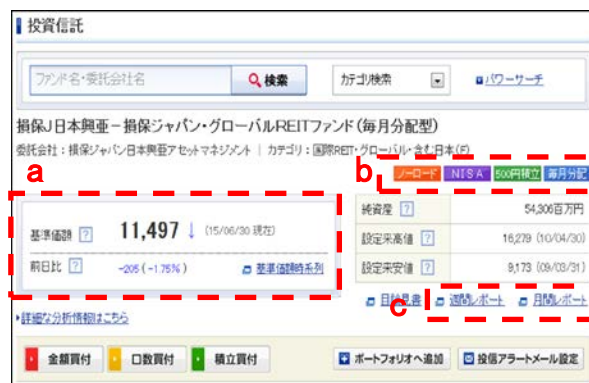 投資信託
ファンド名・委託会社名 検索 カテゴリ検索 パワーサーチ
損保J日本興亜-損保ジャパン・グローバルREITファンド(毎月分配型)
委託会社:損保ジャパン日本興亜アセットマネジメント | カテゴリ:国際REIT・グローバル・含む日本(F)
a
b ノーロード NISA 500円積立 毎月分配
基準価額 ? 11,497 ↓ (15/06/30 現在)
前日比 ? -205 (-1.75%) 基準価額時系列
純資産 ? 54,306百万円
設定来高値 ? 16,279 (10/04/30)
設定来安値 ? 9,173 (09/03/31)
目論見書 c 週間レポート 月間レポート
詳細な分析情報はこちら
金額買付 口数買付 積立買付 ポートフォリオへ追加 投信アラートメール設定